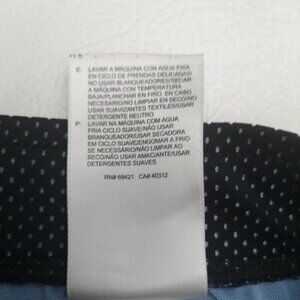 E: LAVAR A MÁQUINA CON AGUA FRÍA
EN CICLO DE PRENDAS DELICADAS/
NO USAR BLANQUEADORES/SECAR
A MÁQUINA CON TEMPERATURA
BAJA/PLANCHAR EN FRÍO. EN CASO
NECESARIO/NO LIMPIAR EN SECO/NO
USAR SUAVIZANTES TEXTILES/USAR
DETERGENTE NEUTRO
P: LAVAR NA MÁQUINA COM ÁGUA
FRIA CICLO SUAVE/NÃO USAR
BRANQUEADOR/USAR SECADORA
EM CICLO SUAVE/ENGOMAR A FRIO
SE NECESSÁRIO/NÃO LIMPAR AO
SECO/NÃO USAR AMACIANTE/USAR
DETERGENTE NEUTRO
RN# 69421 CA# 40312